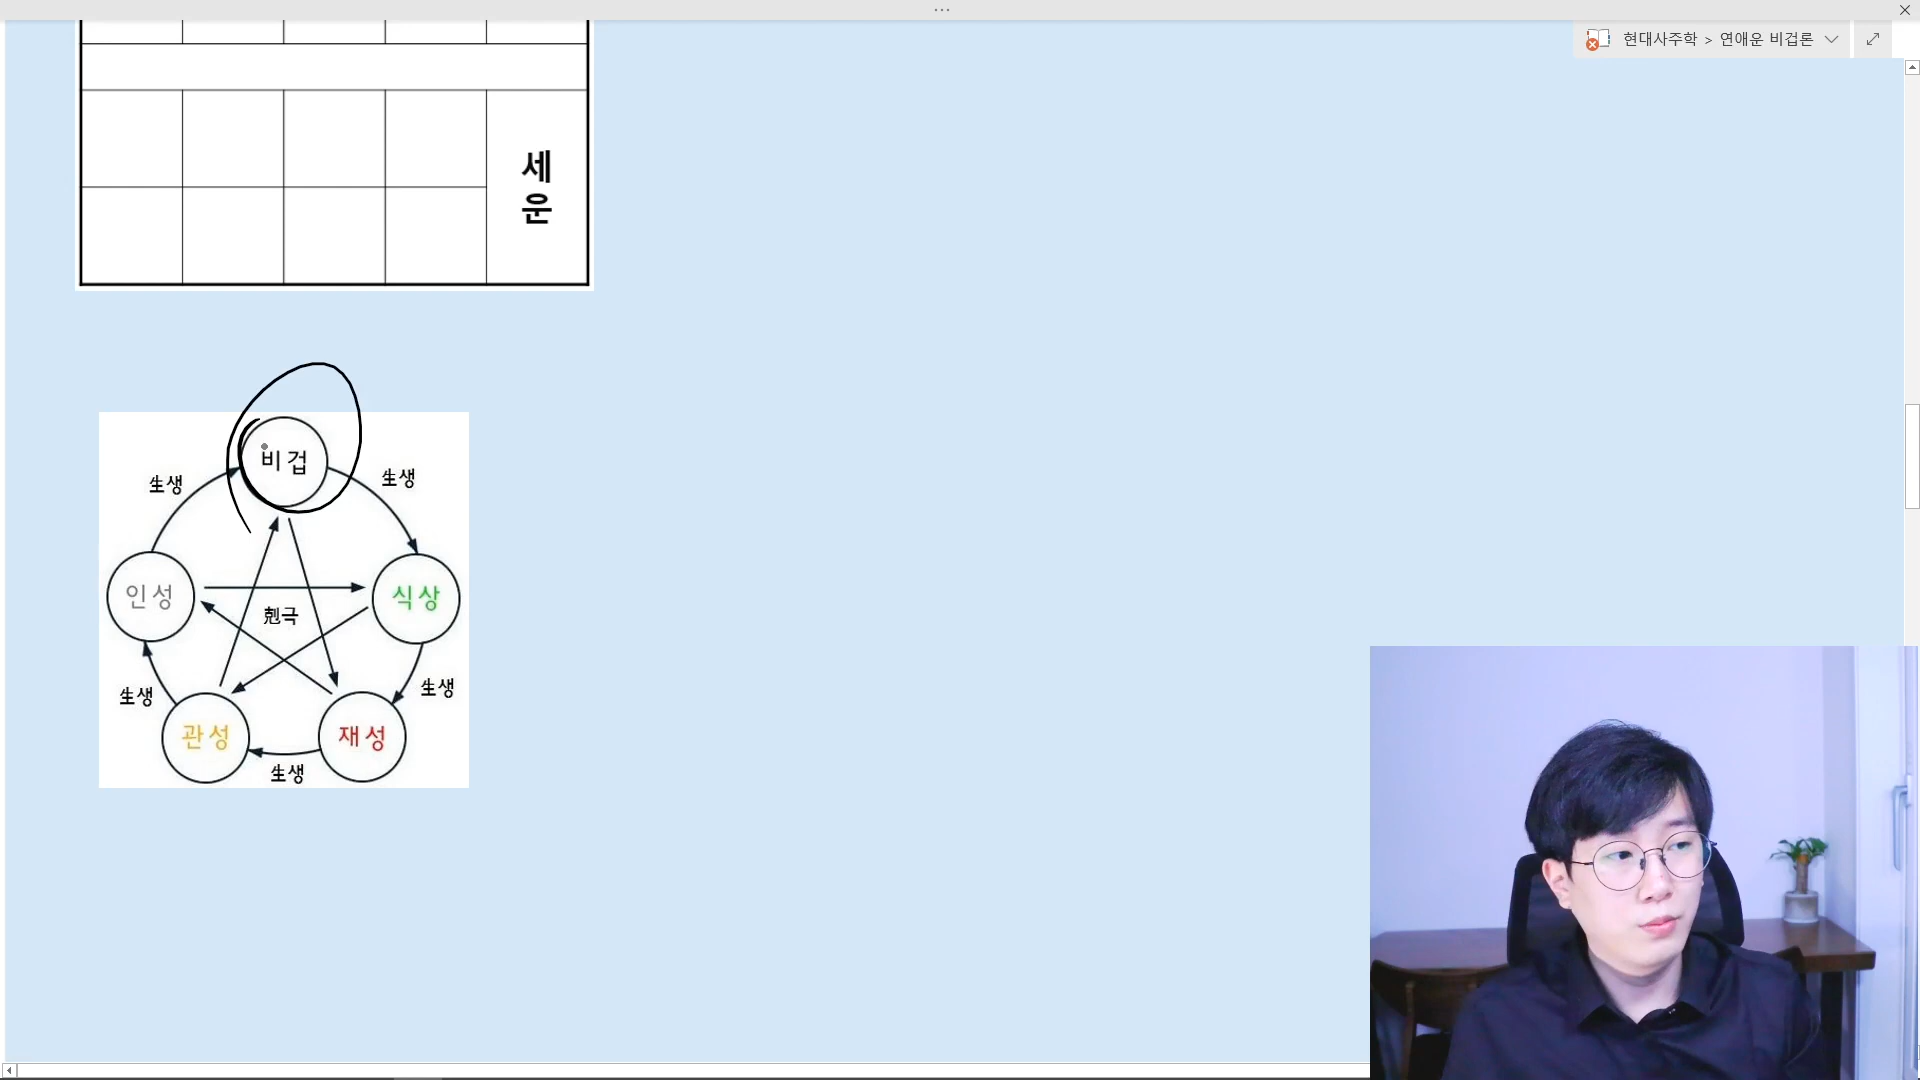 현대사주학 > 연애운 비겁론
세
운
비겁
生생
生생
인성
식상
剋극
生생
生생
관성
재성
生생